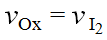 v_Ox = v_I₂